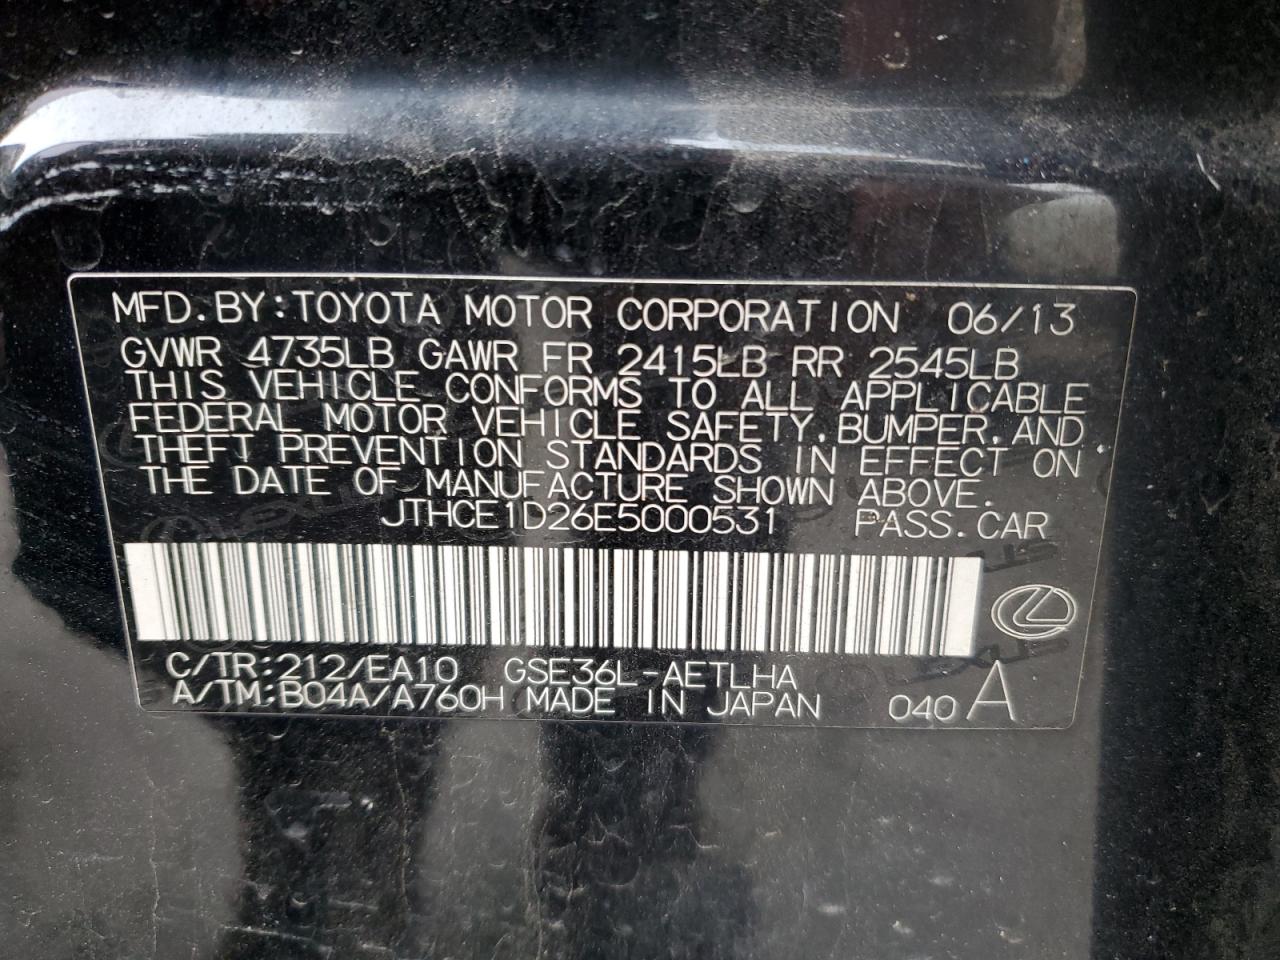 MFD. BY: TOYOTA MOTOR CORPORATION 06/13
GVWR 4735LB GAWR FR 2415LB RR 2545LB
THIS VEHICLE CONFORMS TO ALL APPLICABLE
FEDERAL MOTOR VEHICLE SAFETY, BUMPER, AND
THEFT PREVENTION STANDARDS IN EFFECT ON
THE DATE OF MANUFACTURE SHOWN ABOVE.
JTHCE1D26E5000531 PASS. CAR
C/TR: 212/EA10 GSE36L-AETLHA
A/TM: B04A/A760H MADE IN JAPAN 040 A